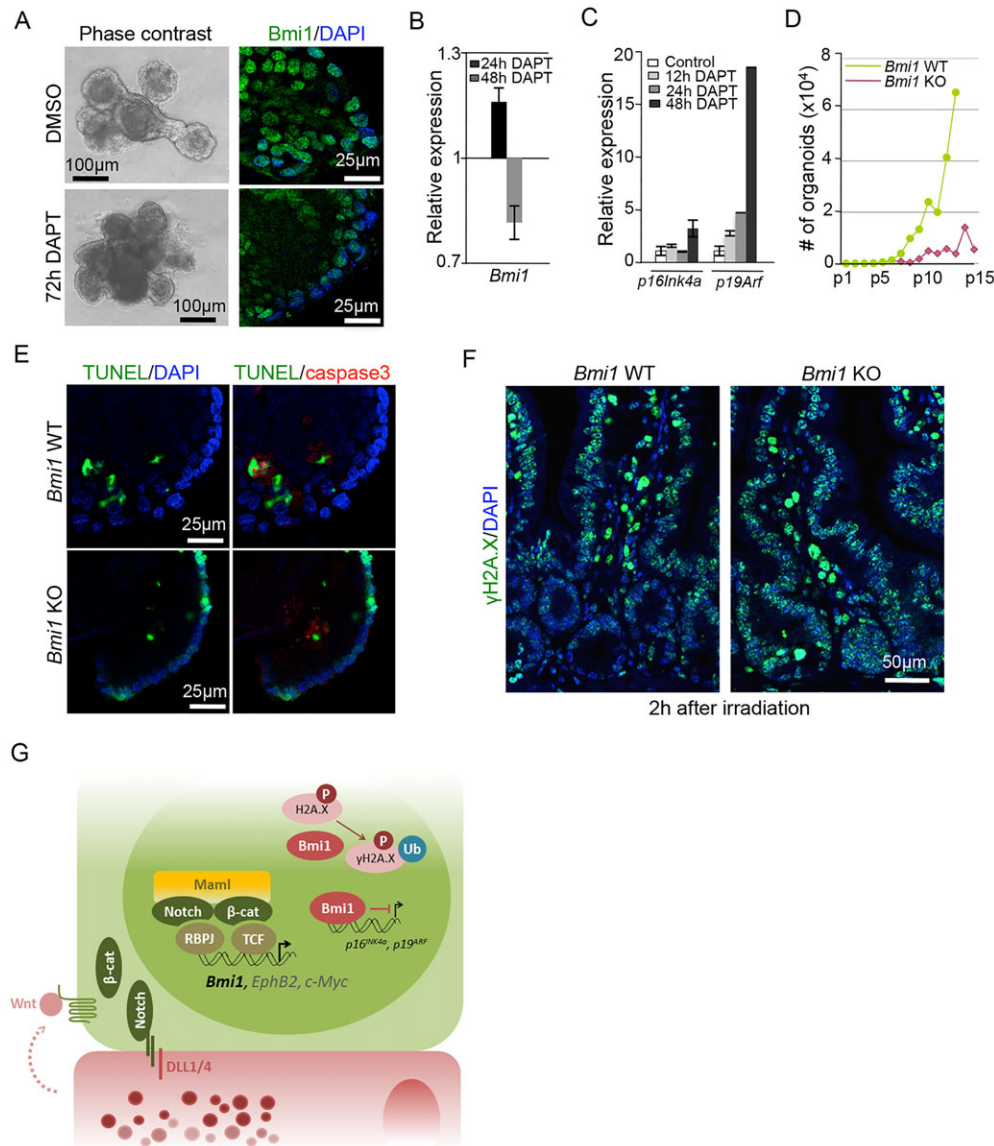 A
Phase contrast
Bmi1/DAPI
DMSO
100µm
25µm
72h DAPT
100µm
25µm
B
Relative expression
1.3
1
0.7
24h DAPT
48h DAPT
Bmi1
C
Relative expression
20
15
10
5
0
Control
12h DAPT
24h DAPT
48h DAPT
p16Ink4a p19Arf
D
# of organoids (x10⁴)
8
6
4
2
0
Bmi1 WT
Bmi1 KO
p1 p5 p10 p15
E
TUNEL/DAPI
TUNEL/caspase3
Bmi1 WT
25µm
25µm
Bmi1 KO
25µm
25µm
F
Bmi1 WT
Bmi1 KO
γH2A.X/DAPI
50µm
2h after irradiation
G
P
H2A.X
Bmi1
P
Ub
γH2A.X
Maml
Notch
β-cat
RBPJ
TCF
Bmi1
p16ᴵᴺᴷ⁴ᵃ, p19ᴬᴿᶠ
Bmi1, EphB2, c-Myc
β-cat
Wnt
Notch
DLL1/4